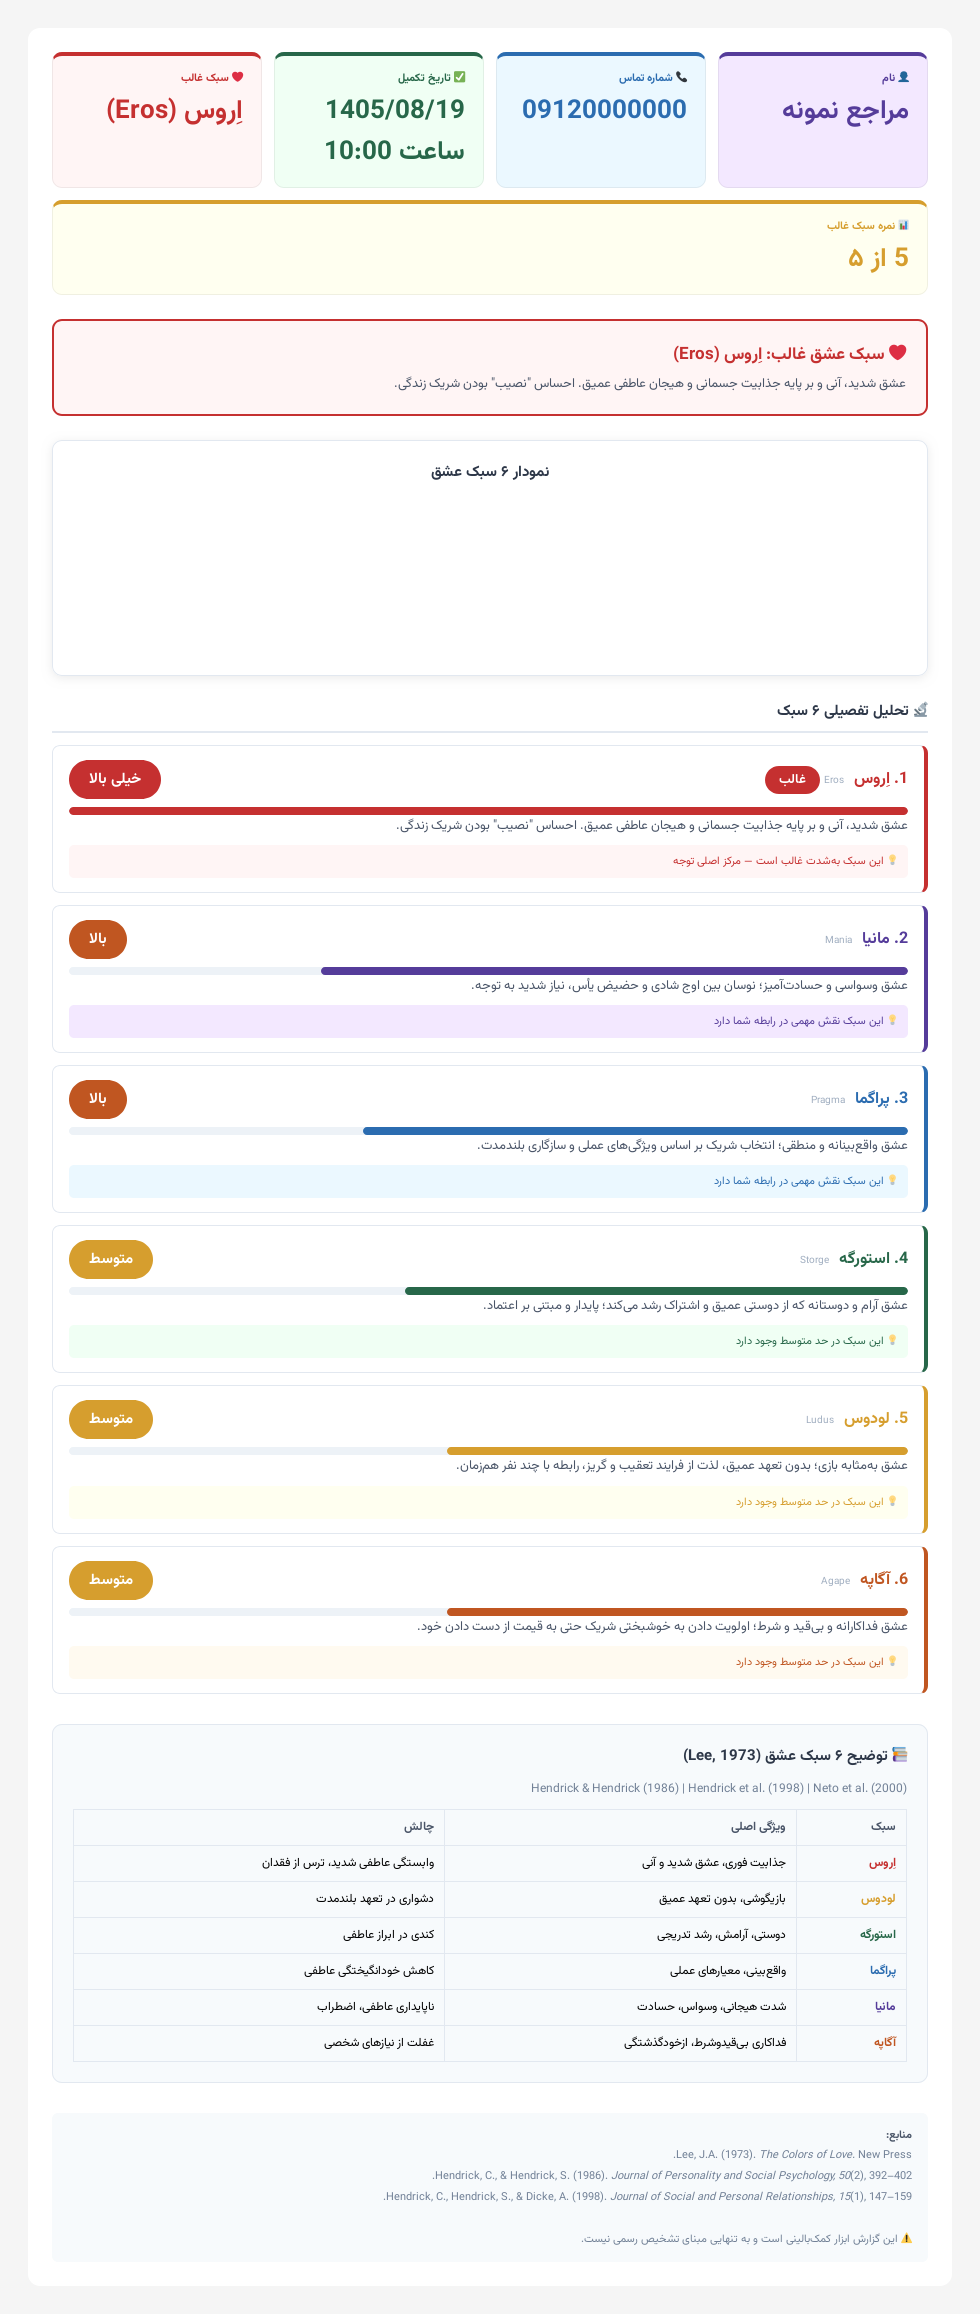 👤 نام
مراجع نمونه
📞 شماره تماس
09120000000
✅ تاریخ تکمیل
1405/08/19
ساعت 10:00
❤️ سبک غالب
اِروس (Eros)
📊 نمره سبک غالب
5 از ۵
❤️ سبک عشق غالب: اِروس (Eros)
عشق شدید، آنی و بر پایه جذابیت جسمانی و هیجان عاطفی عمیق. احساس "نصیب" بودن شریک زندگی.
نمودار ۶ سبک عشق
🔬 تحلیل تفصیلی ۶ سبک
1. اِروس Eros غالب خیلی بالا
عشق شدید، آنی و بر پایه جذابیت جسمانی و هیجان عاطفی عمیق. احساس "نصیب" بودن شریک زندگی.
💡 این سبک به‌شدت غالب است — مرکز اصلی توجه
2. مانیا Mania بالا
عشق وسواسی و حسادت‌آمیز؛ نوسان بین اوج شادی و حضیض یأس، نیاز شدید به توجه.
💡 این سبک نقش مهمی در رابطه شما دارد
3. پراگما Pragma بالا
عشق واقع‌بینانه و منطقی؛ انتخاب شریک بر اساس ویژگی‌های عملی و سازگاری بلندمدت.
💡 این سبک نقش مهمی در رابطه شما دارد
4. استورگه Storge متوسط
عشق آرام و دوستانه که از دوستی عمیق و اشتراک رشد می‌کند؛ پایدار و مبتنی بر اعتماد.
💡 این سبک در حد متوسط وجود دارد
5. لودوس Ludus متوسط
عشق به‌مثابه بازی؛ بدون تعهد عمیق، لذت از فرایند تعقیب و گریز، رابطه با چند نفر هم‌زمان.
💡 این سبک در حد متوسط وجود دارد
6. آگاپه Agape متوسط
عشق فداکارانه و بی‌قید و شرط؛ اولویت دادن به خوشبختی شریک حتی به قیمت از دست دادن خود.
💡 این سبک در حد متوسط وجود دارد
📚 توضیح ۶ سبک عشق (Lee, 1973)
Hendrick & Hendrick (1986) | Hendrick et al. (1998) | Neto et al. (2000)
سبک ویژگی اصلی چالش
اِروس جذابیت فوری، عشق شدید و آنی وابستگی عاطفی شدید، ترس از فقدان
لودوس بازیگوشی، بدون تعهد عمیق دشواری در تعهد بلندمدت
استورگه دوستی، آرامش، رشد تدریجی کندی در ابراز عاطفی
پراگما واقع‌بینی، معیارهای عملی کاهش خودانگیختگی عاطفی
مانیا شدت هیجانی، وسواس، حسادت ناپایداری عاطفی، اضطراب
آگاپه فداکاری بی‌قیدوشرط، ازخودگذشتگی غفلت از نیازهای شخصی
منابع:
Lee, J.A. (1973). The Colors of Love. New Press.
Hendrick, C., & Hendrick, S. (1986). Journal of Personality and Social Psychology, 50(2), 392–402.
Hendrick, C., Hendrick, S., & Dicke, A. (1998). Journal of Social and Personal Relationships, 15(1), 147–159.
⚠️ این گزارش ابزار کمک‌بالینی است و به تنهایی مبنای تشخیص رسمی نیست.